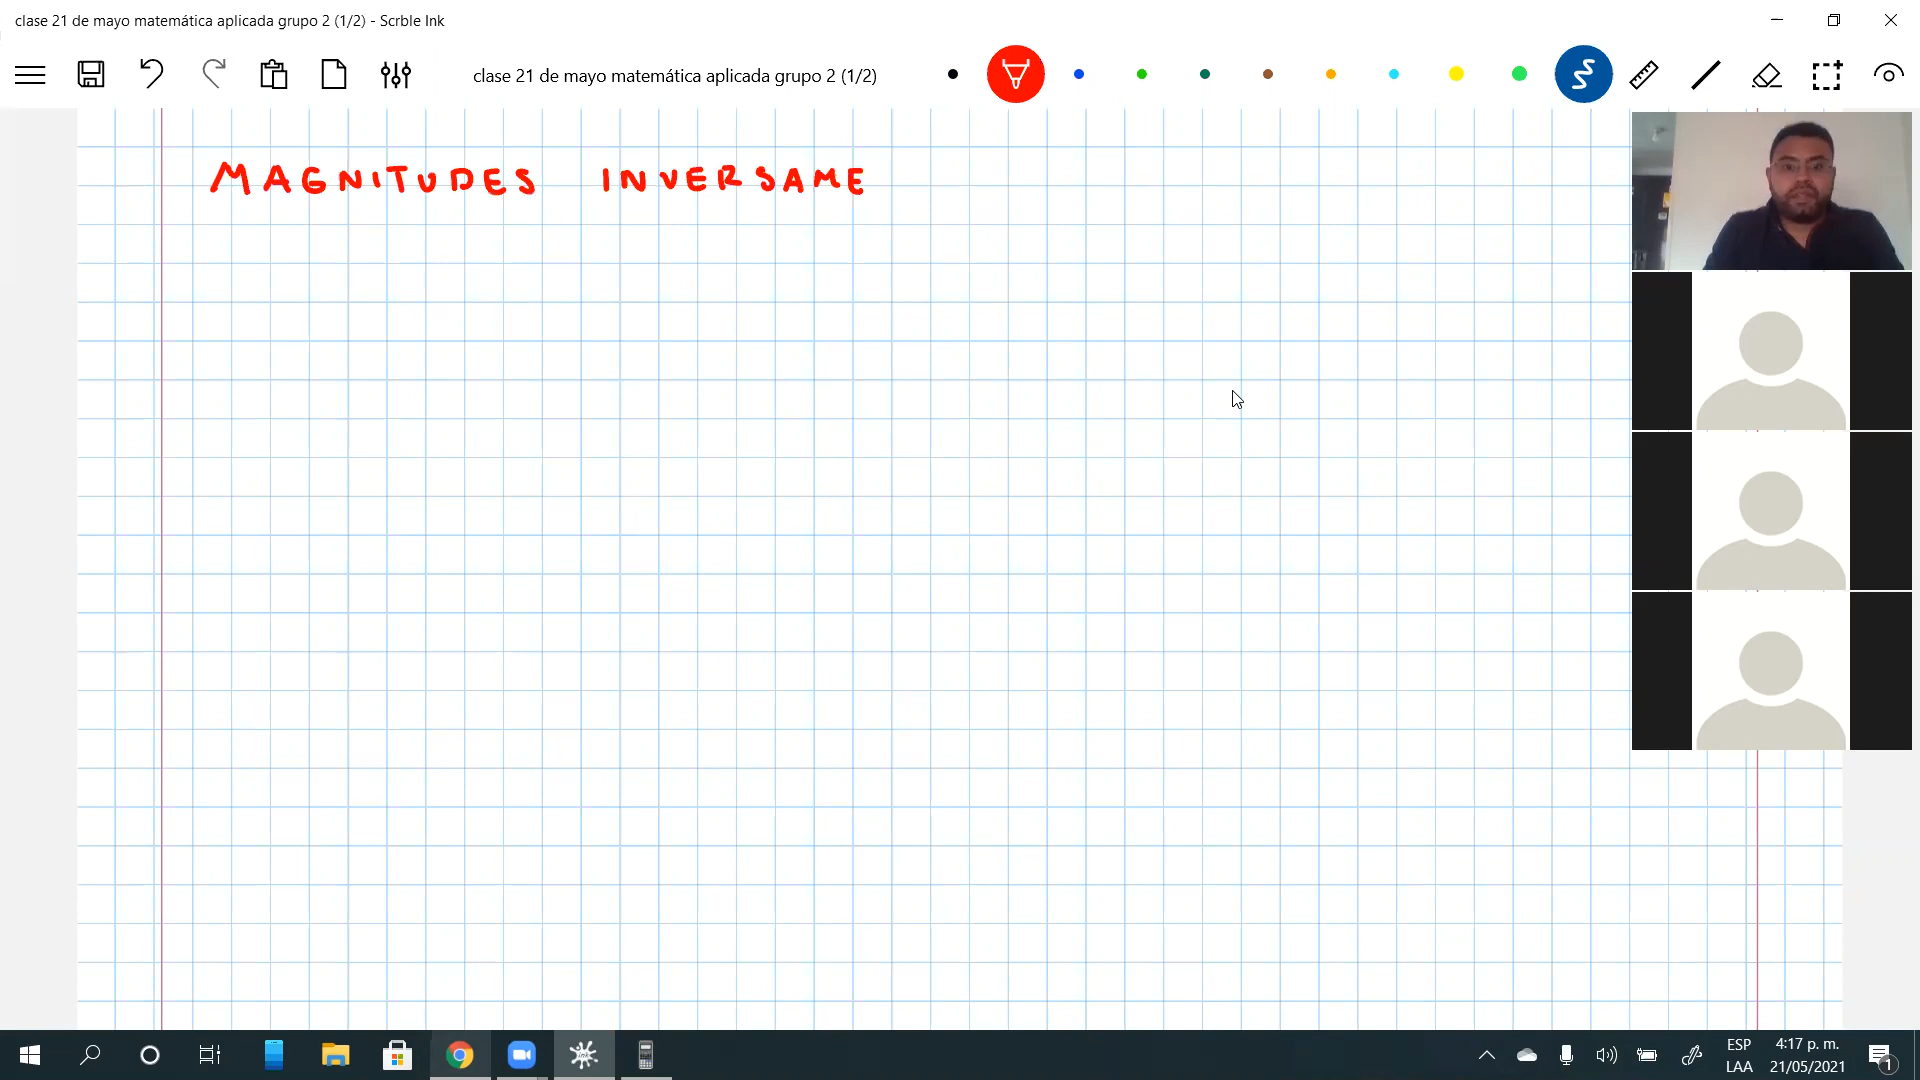 clase 21 de mayo matemática aplicada grupo 2 (1/2) - Scrble Ink
clase 21 de mayo matemática aplicada grupo 2 (1/2)
MAGNITUDES INVERSAME
ESP 4:17 p. m.
LAA 21/05/2021
1